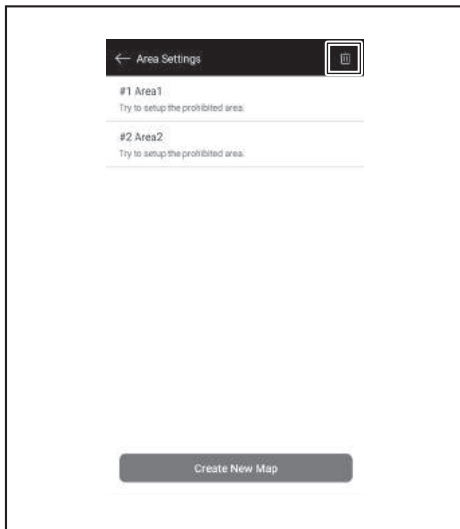 Area Settings
#1 Area1
Try to setup the prohibited area.
#2 Area2
Try to setup the prohibited area.
Create New Map